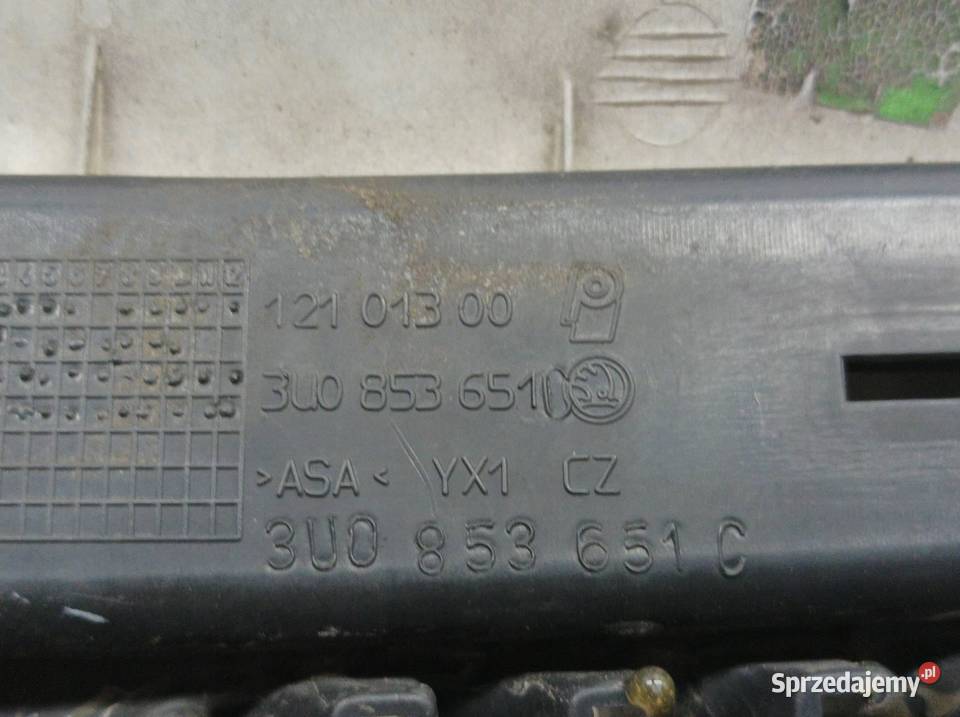 121 013 00
3U0 853 651
>ASA< YX1 CZ
3U0 853 651 C
Sprzedajemy.pl